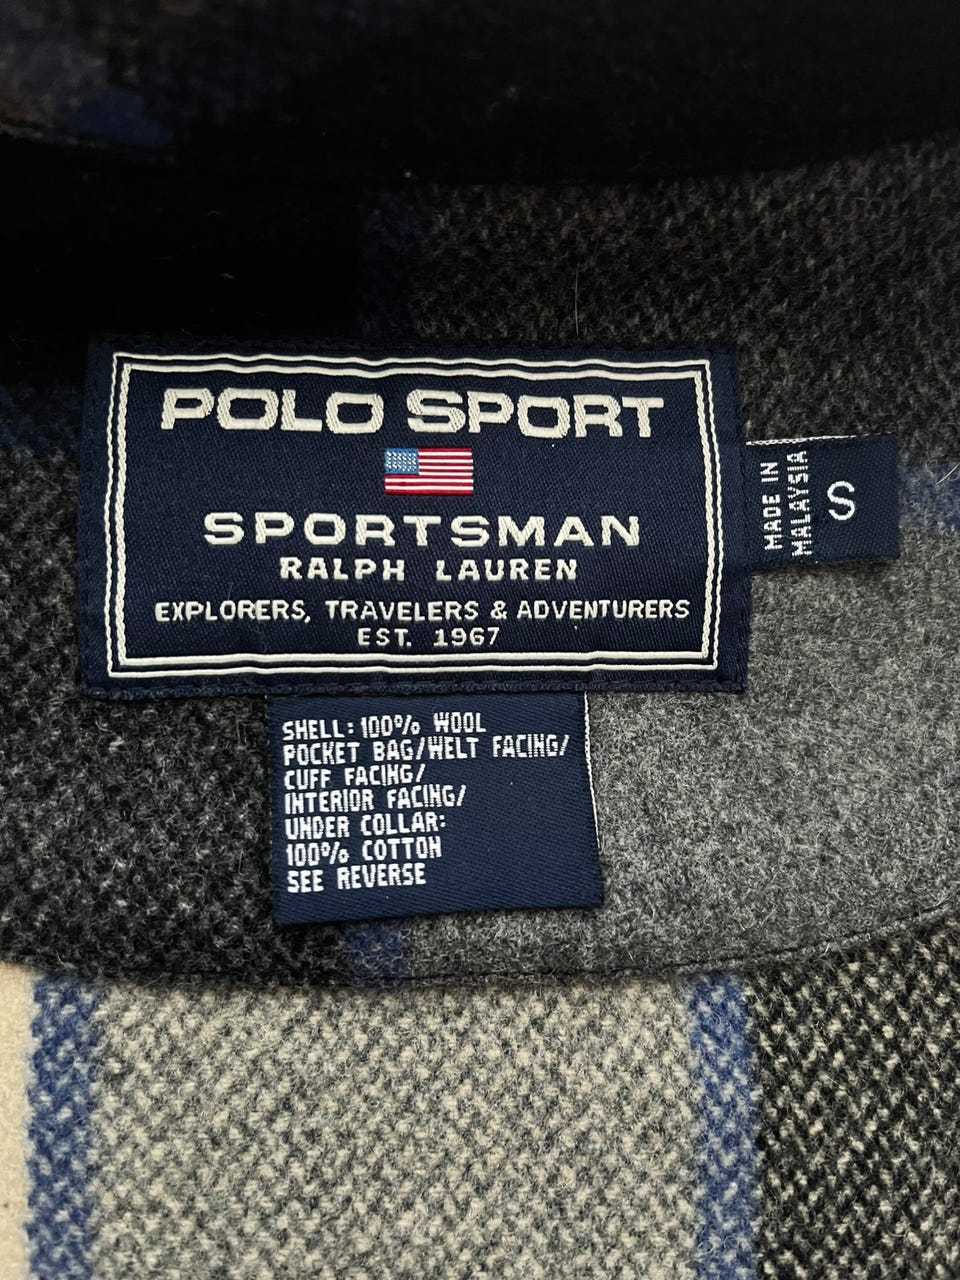 POLO SPORT
SPORTSMAN
RALPH LAUREN
EXPLORERS, TRAVELERS & ADVENTURERS
EST. 1967
MADE IN
MALAYSIA
S
SHELL: 100% WOOL
POCKET BAG/WELT FACING/
CUFF FACING/
INTERIOR FACING/
UNDER COLLAR:
100% COTTON
SEE REVERSE